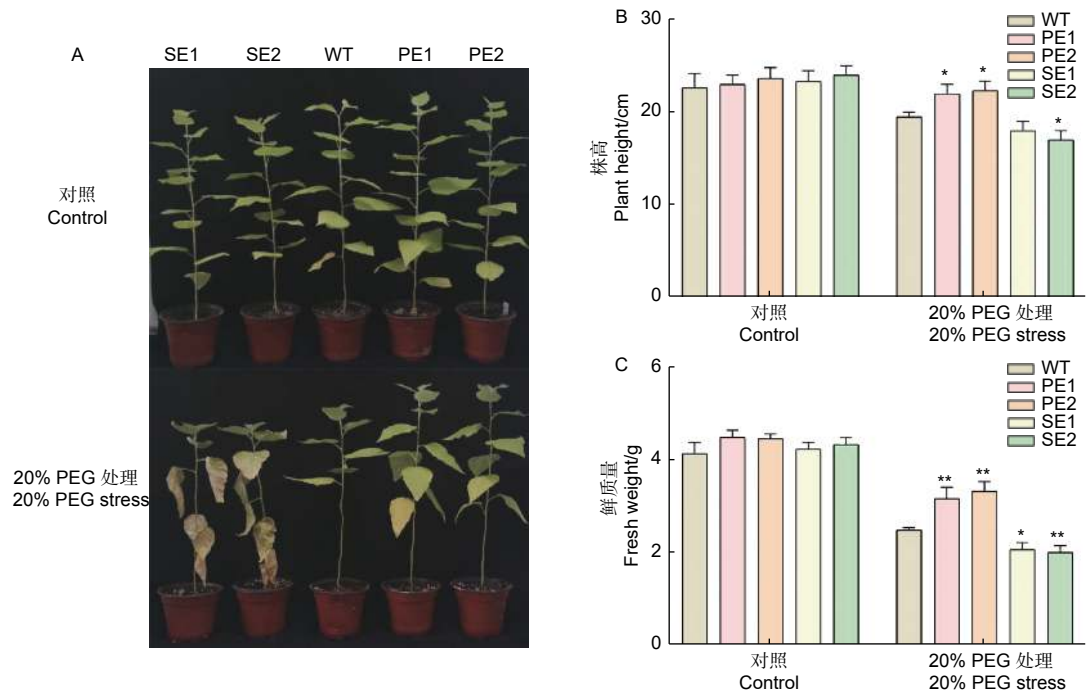 A
SE1 SE2 WT PE1 PE2
对照
Control
20% PEG 处理
20% PEG stress
B
WT
PE1
PE2
SE1
SE2
株高
Plant height/cm
30
20
10
0
* * *
对照
Control
20% PEG 处理
20% PEG stress
C
WT
PE1
PE2
SE1
SE2
鲜质量
Fresh weight/g
6
4
2
0
** ** * **
对照
Control
20% PEG 处理
20% PEG stress